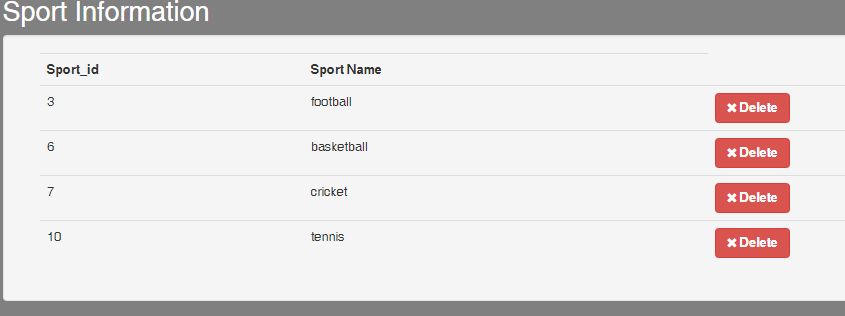 Sport Information
Sport_id Sport Name
3 football ✖ Delete
6 basketball ✖ Delete
7 cricket ✖ Delete
10 tennis ✖ Delete